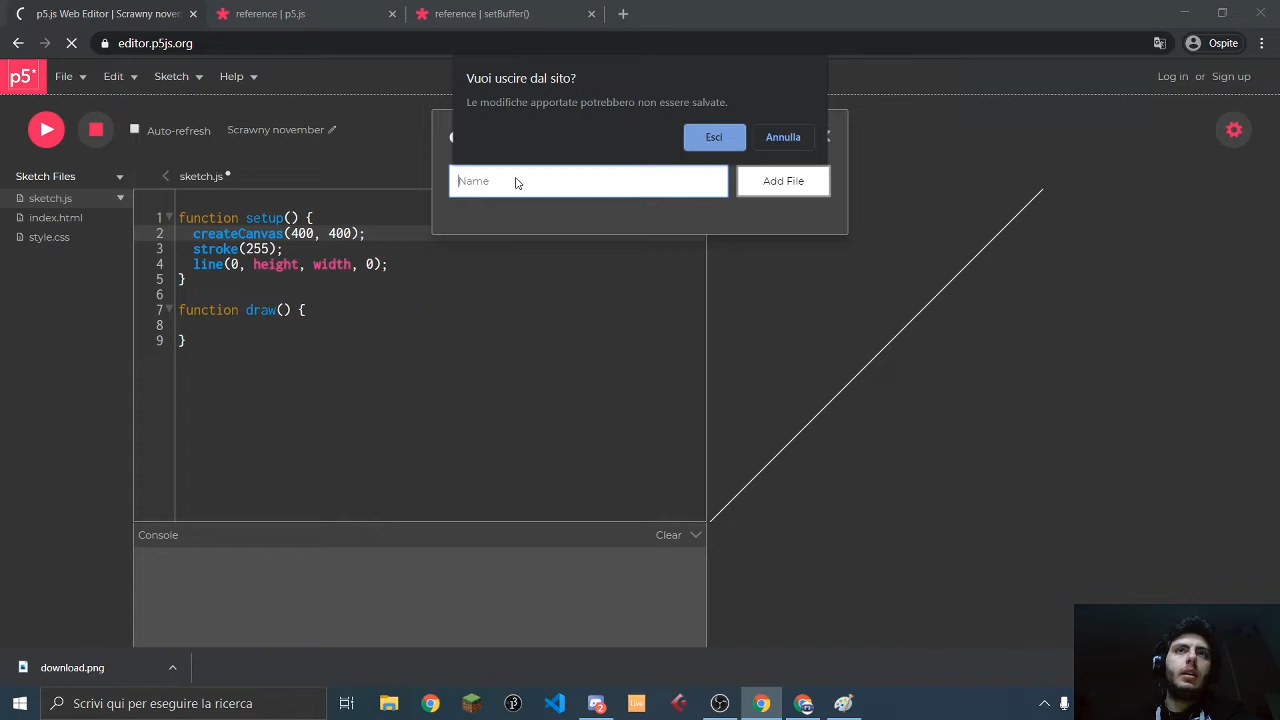 p5.js Web Editor | Scrawny nover
reference | p5.js
reference | setBuffer()
editor.p5js.org
Ospite
p5*
File
Edit
Sketch
Help
Log in
or
Sign up
Vuoi uscire dal sito?
Le modifiche apportate potrebbero non essere salvate.
Esci
Annulla
Auto-refresh
Scrawny november
Name
Add File
Sketch Files
sketch.js
sketch.js
index.html
style.css
1 function setup() {
2 createCanvas(400, 400);
3 stroke(255);
4 line(0, height, width, 0);
5 }
6
7 function draw() {
8
9 }
Console
Clear
download.png
Scrivi qui per eseguire la ricerca
Live
2